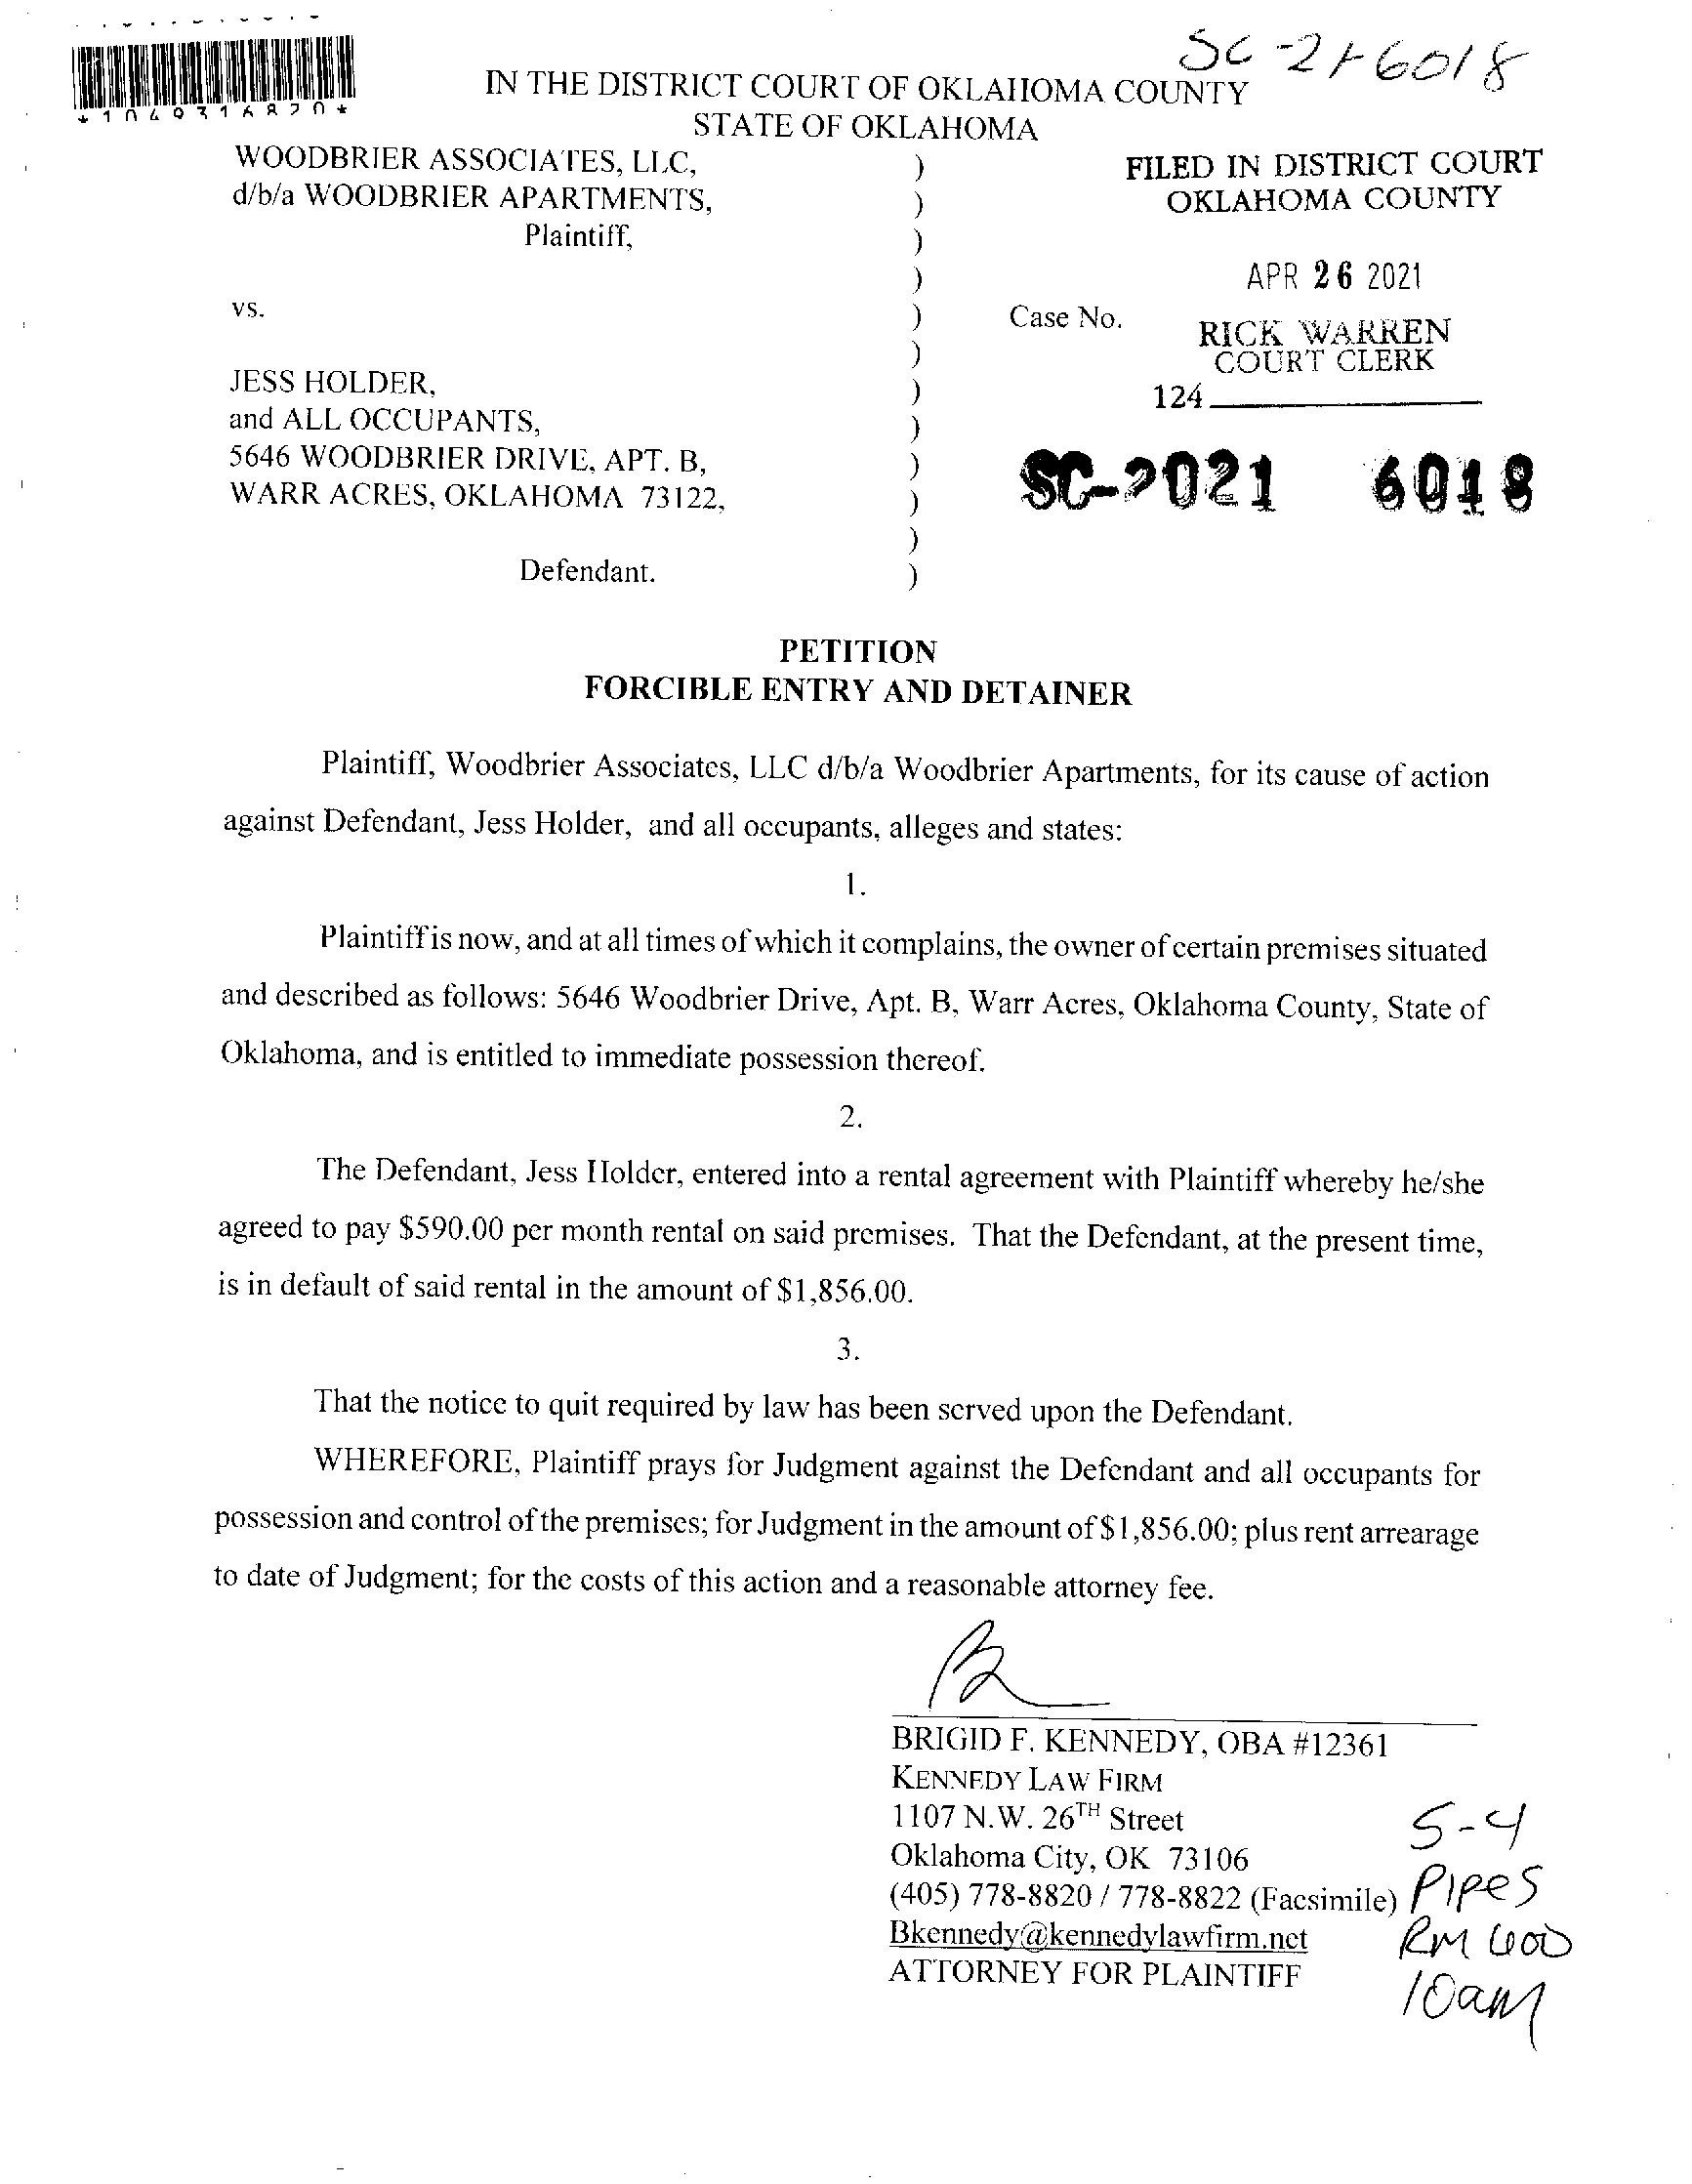 SC-21-6018
*1049316820*
IN THE DISTRICT COURT OF OKLAHOMA COUNTY
STATE OF OKLAHOMA
WOODBRIER ASSOCIATES, LLC, )
d/b/a WOODBRIER APARTMENTS, )
Plaintiff, )
)
vs. )
)
JESS HOLDER, )
and ALL OCCUPANTS, )
5646 WOODBRIER DRIVE, APT. B, )
WARR ACRES, OKLAHOMA 73122, )
)
Defendant. )
FILED IN DISTRICT COURT
OKLAHOMA COUNTY
APR 26 2021
Case No.
RICK WARREN
COURT CLERK
124
SC-2021 6018
PETITION
FORCIBLE ENTRY AND DETAINER
Plaintiff, Woodbrier Associates, LLC d/b/a Woodbrier Apartments, for its cause of action
against Defendant, Jess Holder, and all occupants, alleges and states:
1.
Plaintiff is now, and at all times of which it complains, the owner of certain premises situated
and described as follows: 5646 Woodbrier Drive, Apt. B, Warr Acres, Oklahoma County, State of
Oklahoma, and is entitled to immediate possession thereof.
2.
The Defendant, Jess Holder, entered into a rental agreement with Plaintiff whereby he/she
agreed to pay $590.00 per month rental on said premises. That the Defendant, at the present time,
is in default of said rental in the amount of $1,856.00.
3.
That the notice to quit required by law has been served upon the Defendant.
WHEREFORE, Plaintiff prays for Judgment against the Defendant and all occupants for
possession and control of the premises; for Judgment in the amount of $1,856.00; plus rent arrearage
to date of Judgment; for the costs of this action and a reasonable attorney fee.
BRIGID F. KENNEDY, OBA #12361
KENNEDY LAW FIRM
1107 N.W. 26TH Street
Oklahoma City, OK 73106
(405) 778-8820 / 778-8822 (Facsimile)
Bkennedy@kennedylawfirm.net
ATTORNEY FOR PLAINTIFF
5-4
Pipes
RM 600
10am